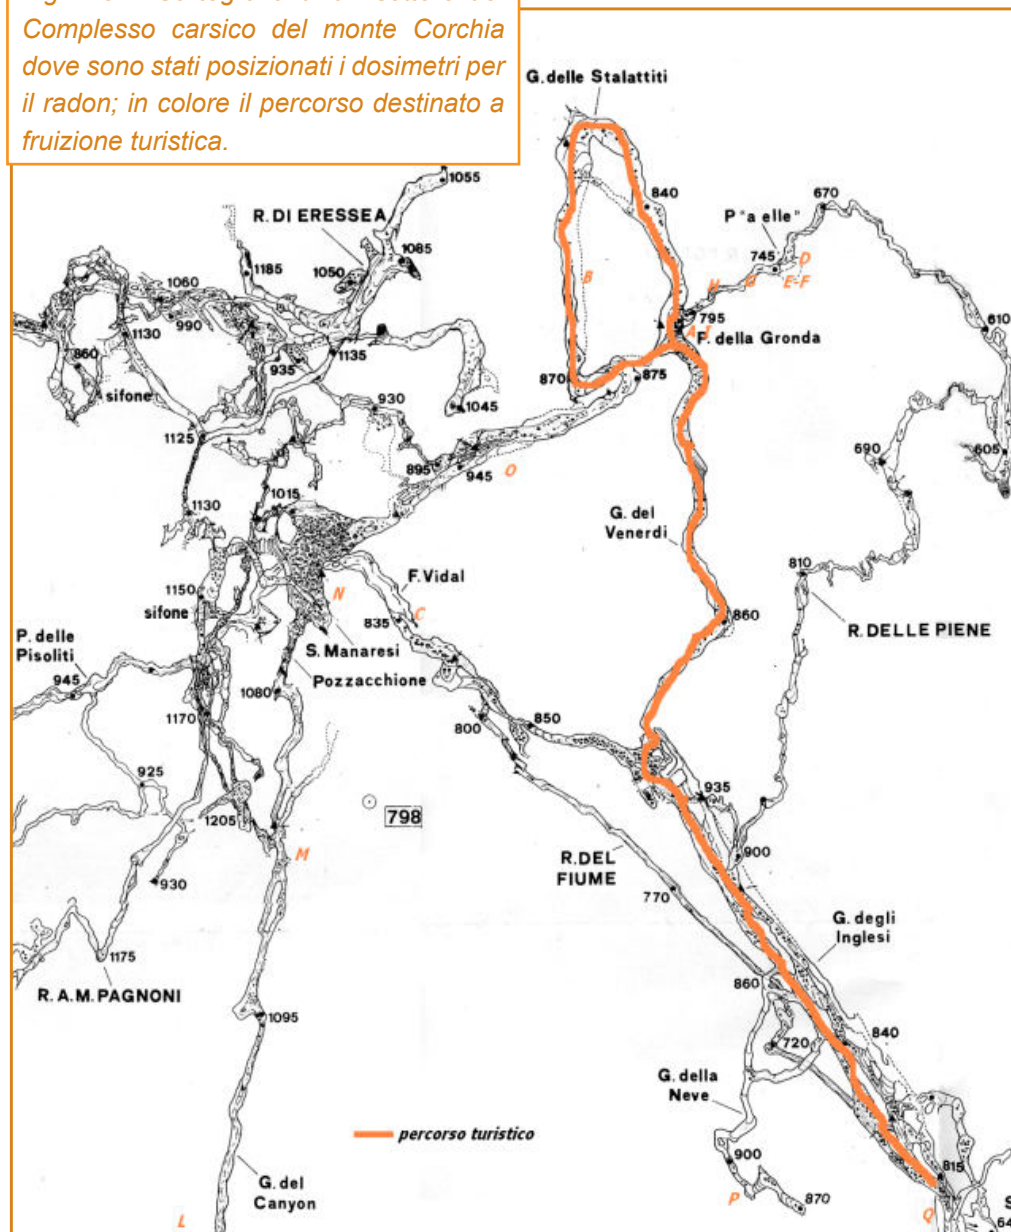 Complesso carsico del monte Corchia
dove sono stati posizionati i dosimetri per
il radon; in colore il percorso destinato a
fruizione turistica.
G. delle Stalattiti
1055
840
670
R. DI ERESSEA
P "a elle"
1085
745
D
1185
1050
B
H
G
E-F
1060
795
990
A
I
610
1130
F. della Gronda
860
935
1135
870
875
sifone
930
1045
1125
690
605
895
945
O
1015
1130
G. del
Venerdi
F. Vidal
810
1150
N
C
sifone
835
860
R. DELLE PIENE
P. delle
Pisoliti
S. Manaresi
945
1080
Pozzacchione
1170
800
850
925
935
798
1205
900
M
R. DEL
FIUME
930
770
G. degli
Inglesi
1175
860
R. A. M. PAGNONI
1095
840
720
G. della
Neve
percorso turistico
900
815
G. del
Canyon
P
870
L
Q
S
64